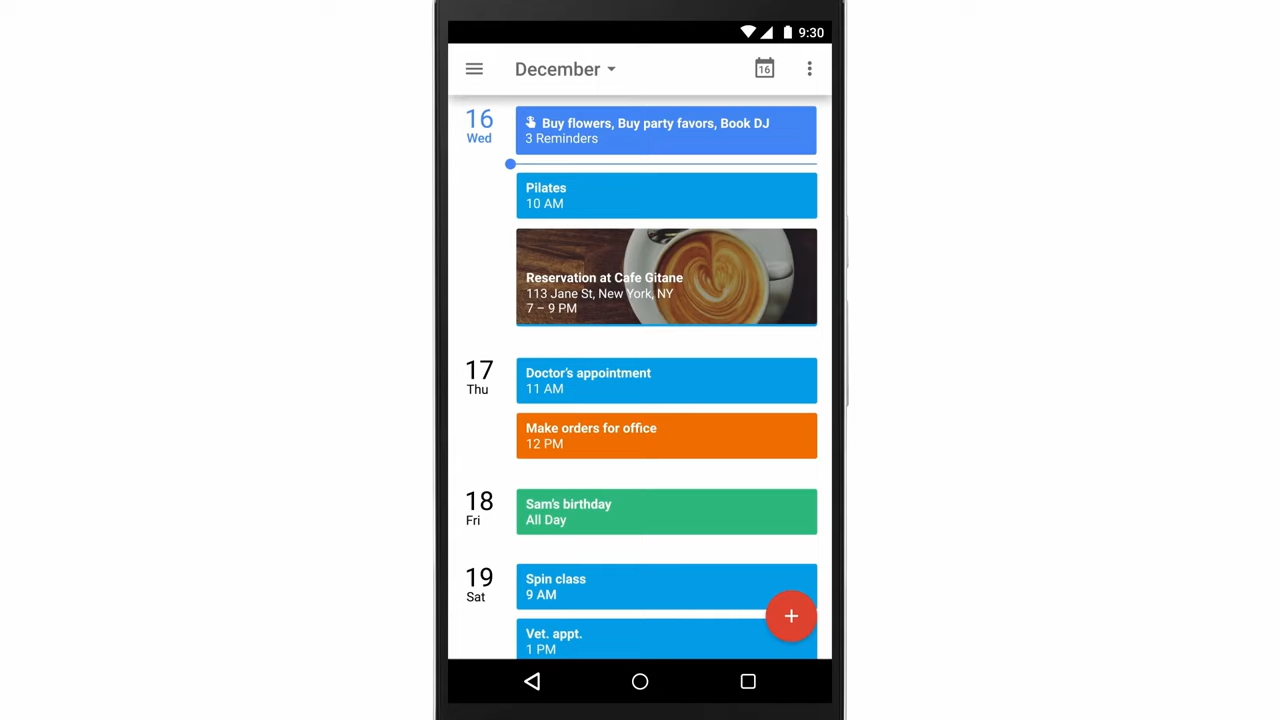 9:30
December
16
16
Wed
Buy flowers, Buy party favors, Book DJ
3 Reminders
Pilates
10 AM
Reservation at Cafe Gitane
113 Jane St, New York, NY
7 – 9 PM
17
Thu
Doctor’s appointment
11 AM
Make orders for office
12 PM
18
Fri
Sam’s birthday
All Day
19
Sat
Spin class
9 AM
Vet. appt.
1 PM